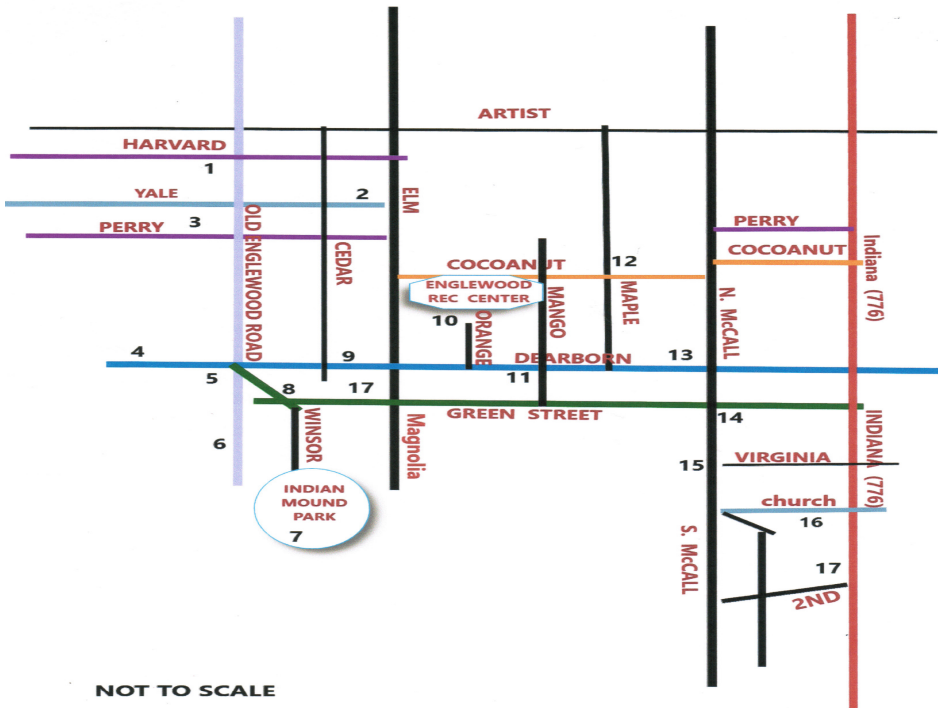 ARTIST
HARVARD
1
YALE
2
ELM
PERRY
3
OLD ENGLEWOOD ROAD
CEDAR
PERRY
COCOANUT
Indiana (776)
COCOANUT
12
ENGLEWOOD
REC CENTER
MANGO
MAPLE
N. McCALL
10
ORANGE
4
9
DEARBORN
13
5
11
8
17
WINSOR
Magnolia
GREEN STREET
14
INDIANA (776)
6
15
VIRGINIA
INDIAN
MOUND
PARK
7
church
16
S. McCALL
17
2ND
NOT TO SCALE